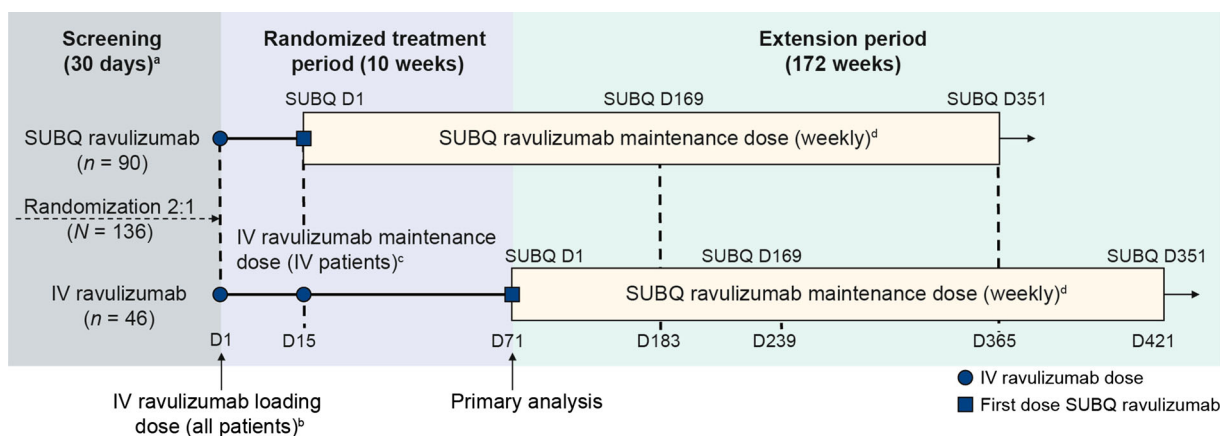 Screening
(30 days)a
Randomized treatment
period (10 weeks)
Extension period
(172 weeks)
SUBQ D1
SUBQ D169
SUBQ D351
SUBQ ravulizumab
(n = 90)
SUBQ ravulizumab maintenance dose (weekly)d
Randomization 2:1
(N = 136)
IV ravulizumab maintenance
dose (IV patients)c
SUBQ D1
SUBQ D169
SUBQ D351
IV ravulizumab
(n = 46)
SUBQ ravulizumab maintenance dose (weekly)d
D1
D15
D71
D183
D239
D365
D421
IV ravulizumab loading
dose (all patients)b
Primary analysis
IV ravulizumab dose
First dose SUBQ ravulizumab